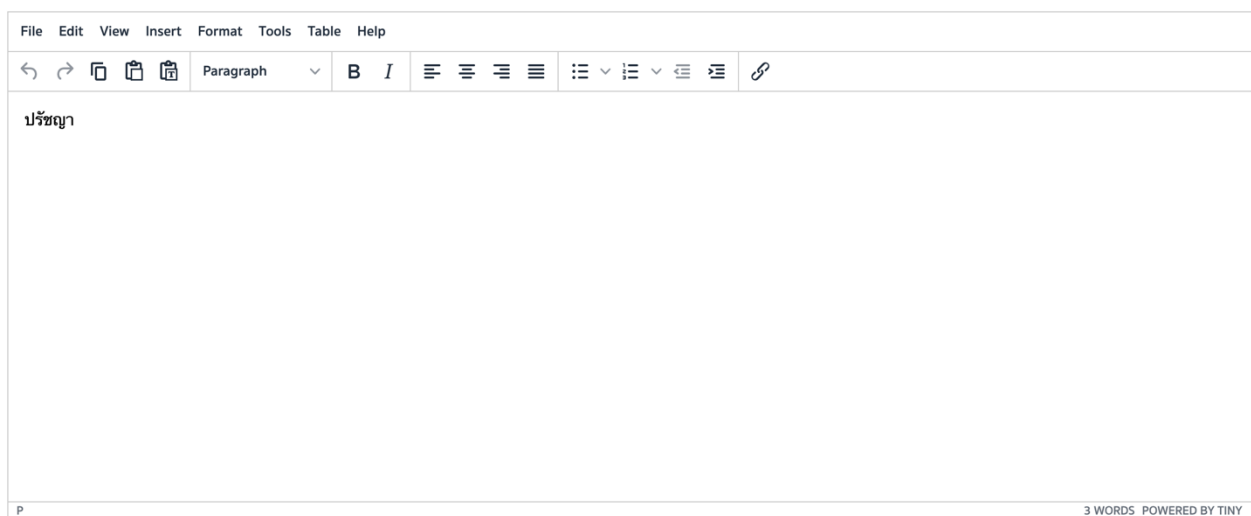 File Edit View Insert Format Tools Table Help
Paragraph B I
ปรัชญา
P 3 WORDS POWERED BY TINY